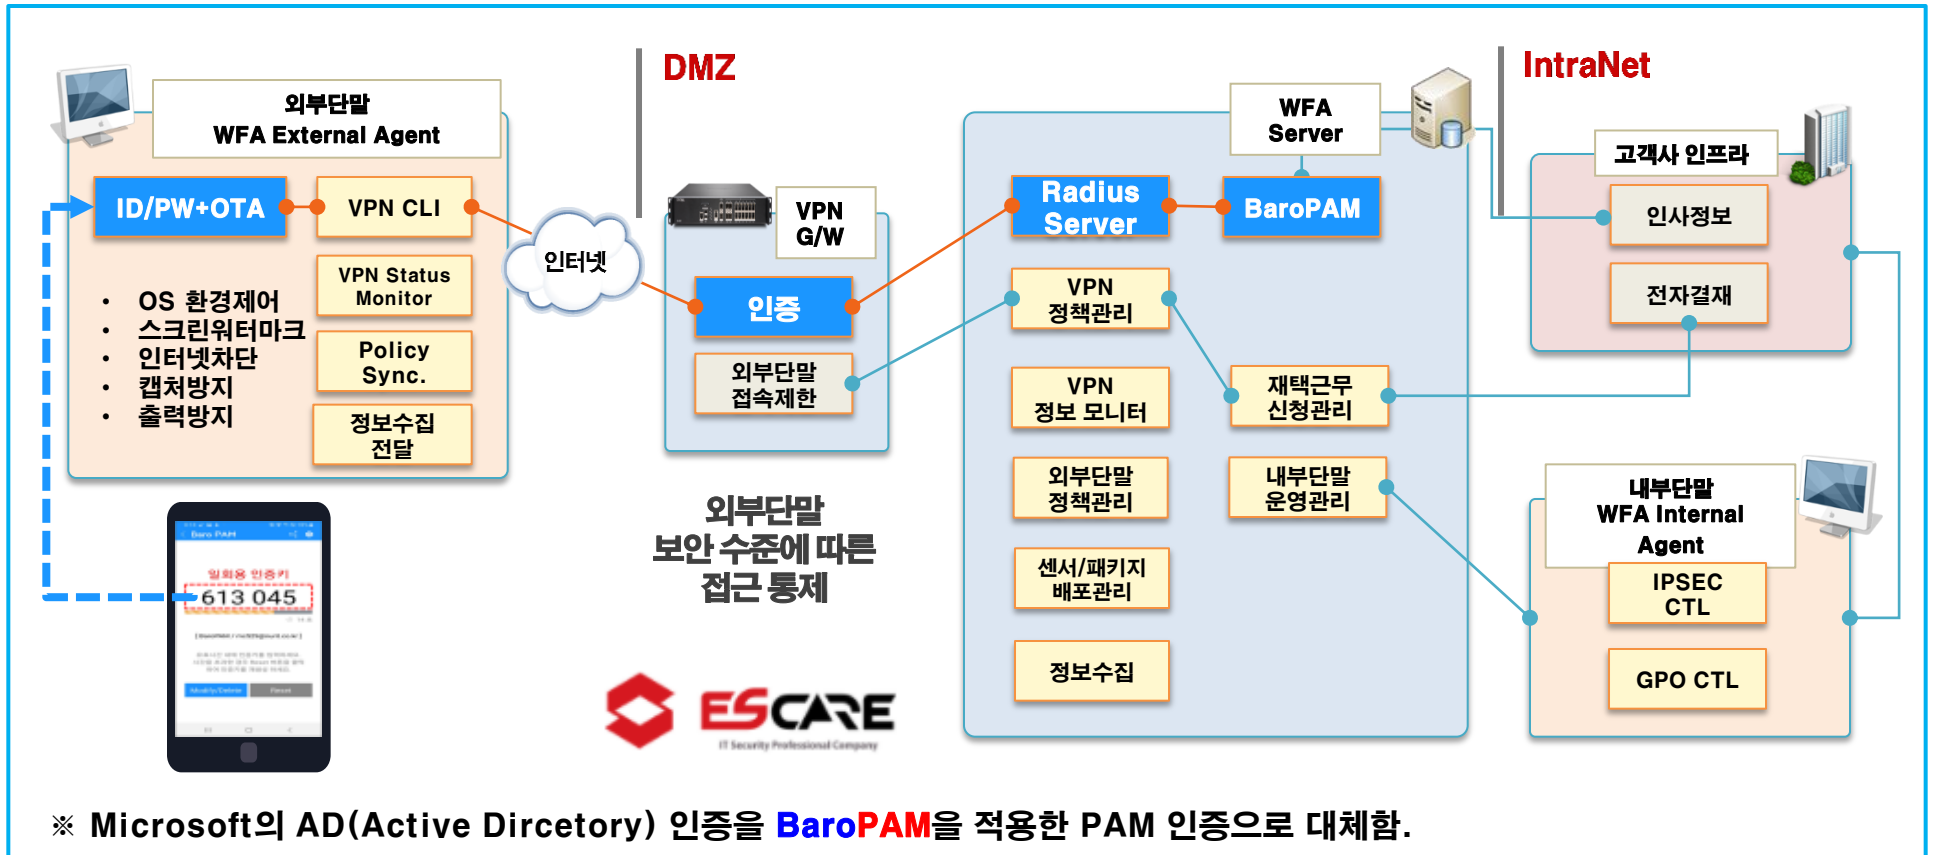 DMZ
IntraNet
외부단말
WFA External Agent
ID/PW+OTA
VPN CLI
VPN Status
Monitor
Policy
Sync.
정보수집
전달
• OS 환경제어
• 스크린워터마크
• 인터넷차단
• 캡처방지
• 출력방지
인터넷
VPN
G/W
인증
외부단말
접속제한
외부단말
보안 수준에 따른
접근 통제
WFA
Server
Radius
Server
BaroPAM
VPN
정책관리
VPN
정보 모니터
재택근무
신청관리
외부단말
정책관리
내부단말
운영관리
센서/패키지
배포관리
정보수집
고객사 인프라
인사정보
전자결재
내부단말
WFA Internal
Agent
IPSEC
CTL
GPO CTL
Baro PAM
일회용 인증키
613 045
Modify/Delete
Reset
ESCARE
IT Security Professional Company
※ Microsoft의 AD(Active Dircetory) 인증을 BaroPAM을 적용한 PAM 인증으로 대체함.